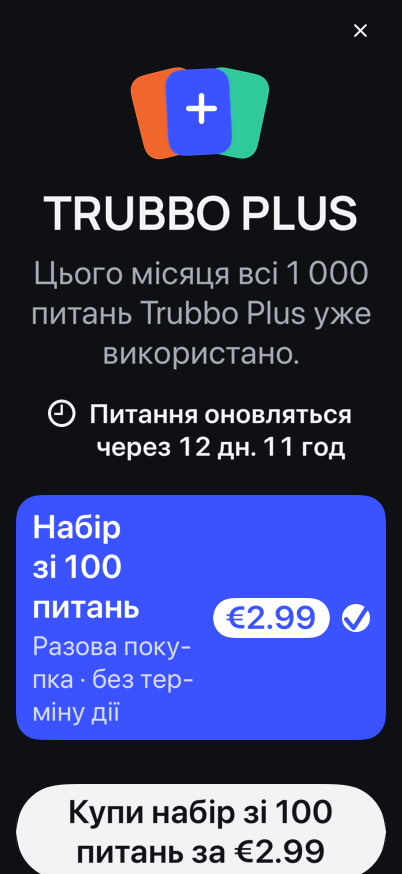 TRUBBO PLUS
Цього місяця всі 1 000
питань Trubbo Plus уже
використано.
Питання оновляться
через 12 дн. 11 год
Набір
зі 100
питань
Разова поку-
пка · без тер-
міну дії
€2.99
Купи набір зі 100
питань за €2.99